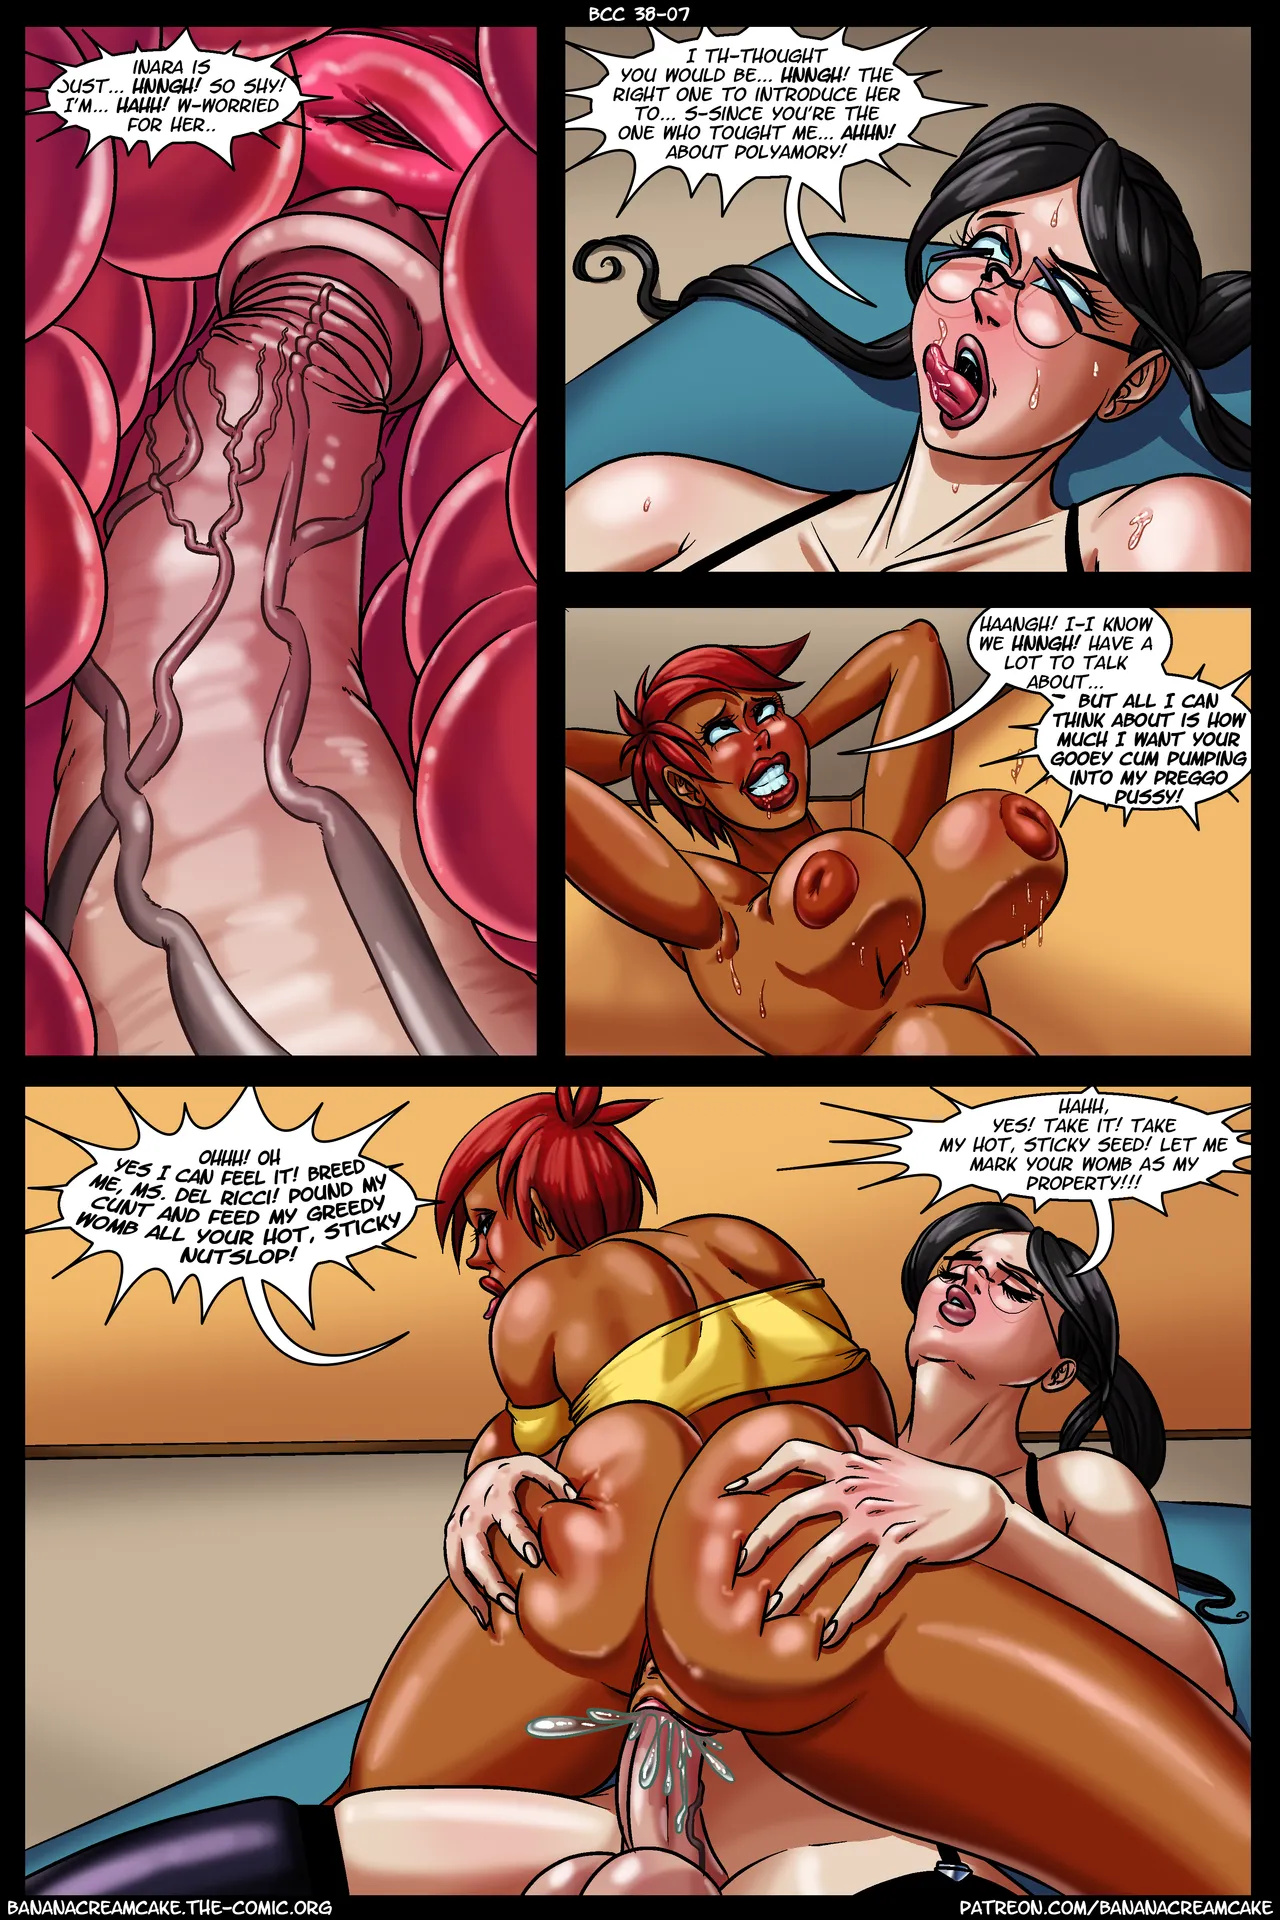 BCC 38-07
INARA IS
JUST... HNNGH! SO SHY!
I'M... HAHH! W-WORRIED
FOR HER..
I TH-THOUGHT
YOU WOULD BE... HNNGH! THE
RIGHT ONE TO INTRODUCE HER
TO... S-SINCE YOU'RE THE
ONE WHO TOUGHT ME... AHHN!
ABOUT POLYAMORY!
HAANGH! I-I KNOW
WE HNNGH! HAVE A
LOT TO TALK
ABOUT...
BUT ALL I CAN
THINK ABOUT IS HOW
MUCH I WANT YOUR
GOOEY CUM PUMPING
INTO MY PREGGO
PUSSY!
OHHH! OH
YES I CAN FEEL IT! BREED
ME, MS. DEL RICCI! POUND MY
CUNT AND FEED MY GREEDY
WOMB ALL YOUR HOT, STICKY
NUTSLOP!
HAHH,
YES! TAKE IT! TAKE
MY HOT, STICKY SEED! LET ME
MARK YOUR WOMB AS MY
PROPERTY!!!
BANANACREAMCAKE.THE-COMIC.ORG
PATREON.COM/BANANACREAMCAKE